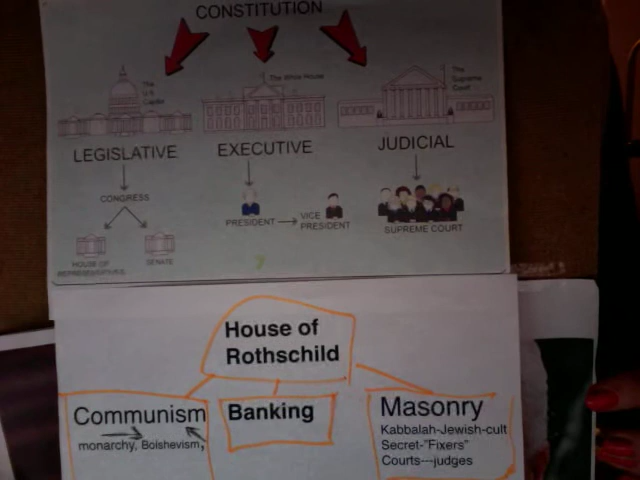 CONSTITUTION
The
U.S.
Capitol
The White House
The
Supreme
Court
LEGISLATIVE
EXECUTIVE
JUDICIAL
CONGRESS
PRESIDENT
VICE
PRESIDENT
SUPREME COURT
HOUSE OF
REPRESENTATIVES
SENATE
House of
Rothschild
Communism
monarchy, Bolshevism,
Banking
Masonry
Kabbalah-Jewish-cult
Secret-"Fixers"
Courts---judges